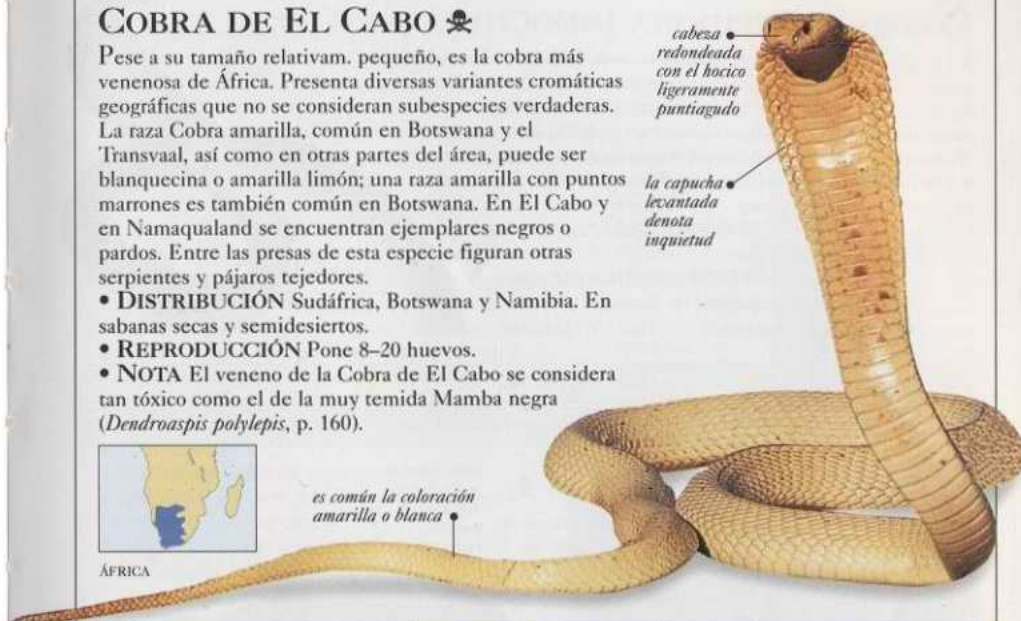 COBRA DE EL CABO
Pese a su tamaño relativam. pequeño, es la cobra más
venenosa de África. Presenta diversas variantes cromáticas
geográficas que no se consideran subespecies verdaderas.
La raza Cobra amarilla, común en Botswana y el
Transvaal, así como en otras partes del área, puede ser
blanquecina o amarilla limón; una raza amarilla con puntos
marrones es también común en Botswana. En El Cabo y
en Namaqualand se encuentran ejemplares negros o
pardos. Entre las presas de esta especie figuran otras
serpientes y pájaros tejedores.
• DISTRIBUCIÓN Sudáfrica, Botswana y Namibia. En
sabanas secas y semidesiertos.
• REPRODUCCIÓN Pone 8–20 huevos.
• NOTA El veneno de la Cobra de El Cabo se considera
tan tóxico como el de la muy temida Mamba negra
(Dendroaspis polylepis, p. 160).
cabeza
redondeada
con el hocico
ligeramente
puntiagudo
la capucha
levantada
denota
inquietud
es común la coloración
amarilla o blanca
ÁFRICA